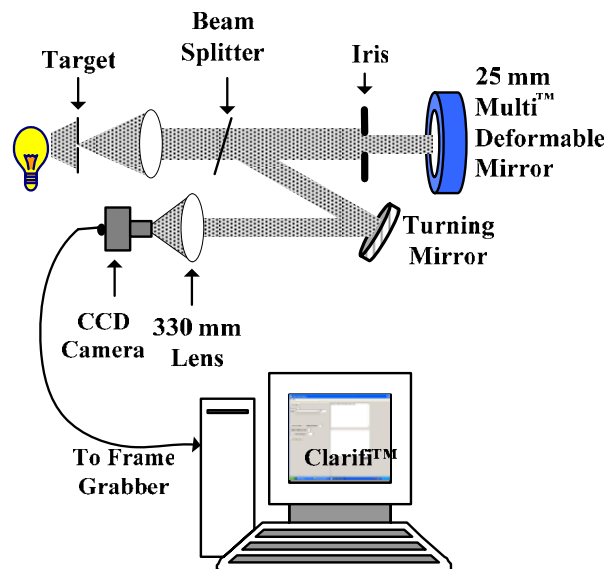 Beam
Splitter
Target
Iris
25 mm
Multi™
Deformable
Mirror
Turning
Mirror
CCD
Camera
330 mm
Lens
To Frame
Grabber
Clarifi™